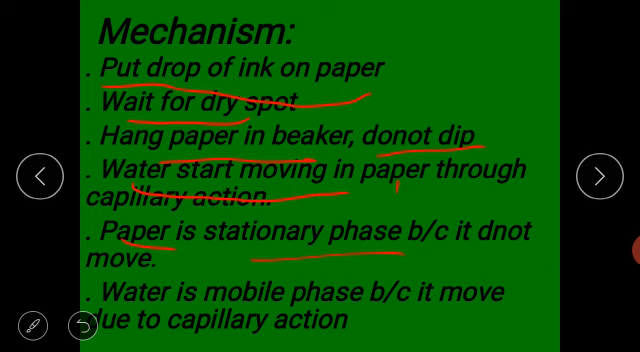 Mechanism:
. Put drop of ink on paper
. Wait for dry spot
. Hang paper in beaker, donot dip
. Water start moving in paper through
capillary action.
. Paper is stationary phase b/c it dnot
move.
. Water is mobile phase b/c it move
due to capillary action